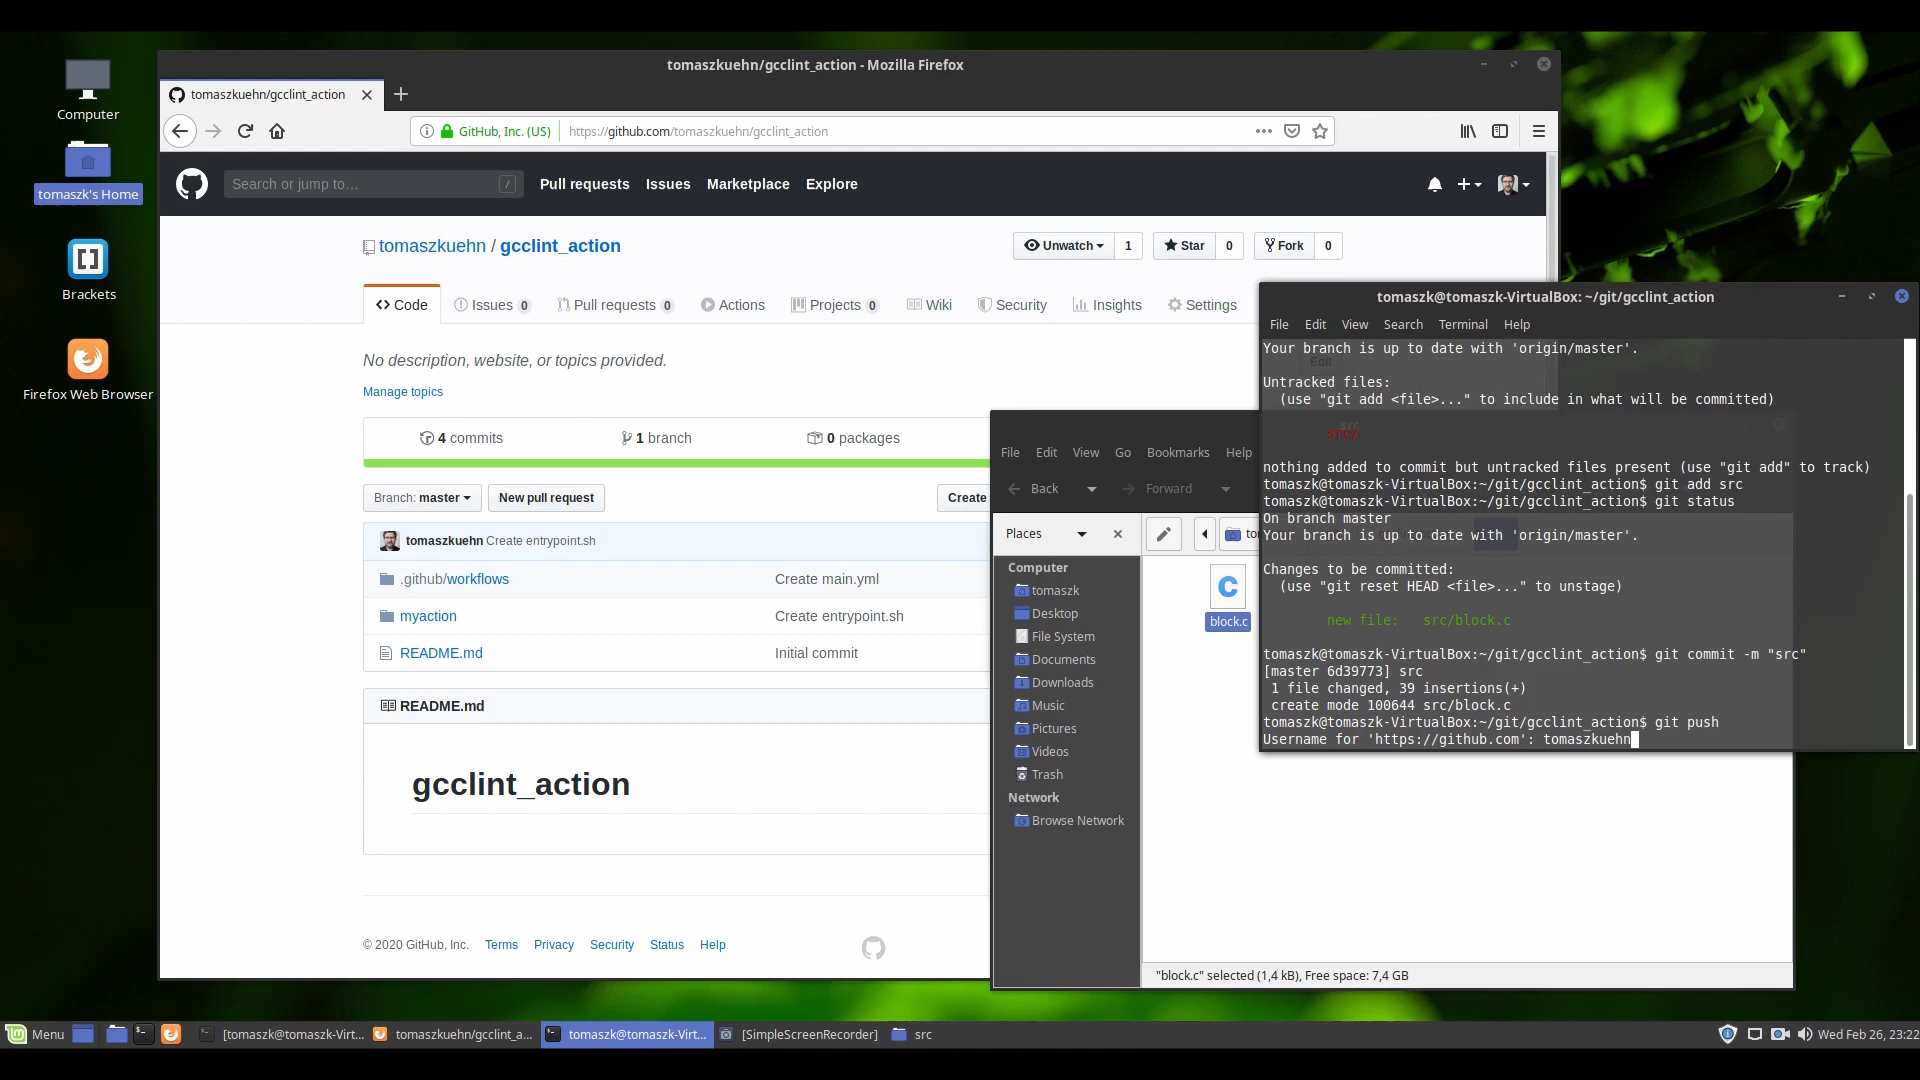 Computer
tomaszk's Home
Brackets
Firefox Web Browser
tomaszkuehn/gcclint_action - Mozilla Firefox
tomaszkuehn/gcclint_action
GitHub, Inc. (US)
https://github.com/tomaszkuehn/gcclint_action
Search or jump to…
/
Pull requests
Issues
Marketplace
Explore
tomaszkuehn / gcclint_action
Unwatch 1
Star 0
Fork 0
Code
Issues 0
Pull requests 0
Actions
Projects 0
Wiki
Security
Insights
Settings
No description, website, or topics provided.
Manage topics
4 commits
1 branch
0 packages
Branch: master
New pull request
Create
tomaszkuehn Create entrypoint.sh
.github/workflows Create main.yml
myaction Create entrypoint.sh
README.md Initial commit
README.md
gcclint_action
© 2020 GitHub, Inc. Terms Privacy Security Status Help
File Edit View Go Bookmarks Help
Back
Forward
Places
tor
Computer
tomaszk
Desktop
File System
Documents
Downloads
Music
Pictures
Videos
Trash
Network
Browse Network
C
block.c
"block.c" selected (1,4 kB), Free space: 7,4 GB
tomaszk@tomaszk-VirtualBox: ~/git/gcclint_action
File Edit View Search Terminal Help
Your branch is up to date with 'origin/master'.
Edit
Untracked files:
(use "git add <file>..." to include in what will be committed)
src
src/
nothing added to commit but untracked files present (use "git add" to track)
tomaszk@tomaszk-VirtualBox:~/git/gcclint_action$ git add src
tomaszk@tomaszk-VirtualBox:~/git/gcclint_action$ git status
On branch master
Your branch is up to date with 'origin/master'.
Changes to be committed:
(use "git reset HEAD <file>..." to unstage)
new file:   src/block.c
tomaszk@tomaszk-VirtualBox:~/git/gcclint_action$ git commit -m "src"
[master 6d39773] src
1 file changed, 39 insertions(+)
create mode 100644 src/block.c
tomaszk@tomaszk-VirtualBox:~/git/gcclint_action$ git push
Username for 'https://github.com': tomaszkuehn
Menu
[tomaszk@tomaszk-Virt...
tomaszkuehn/gcclint_a...
tomaszk@tomaszk-Virt...
[SimpleScreenRecorder]
src
Wed Feb 26, 23:22